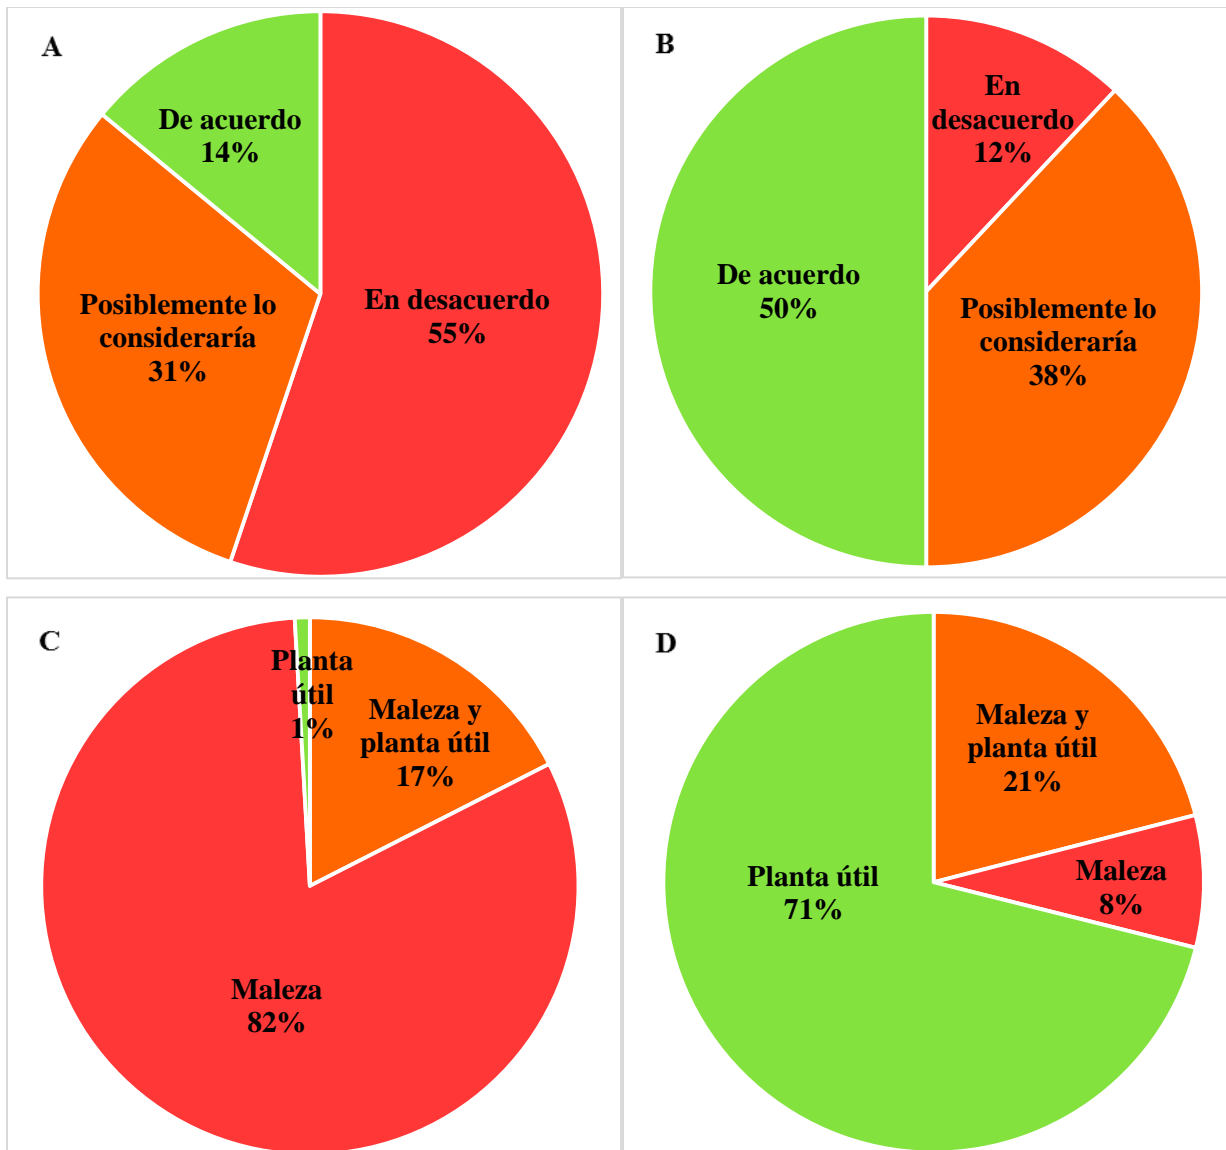 A
De acuerdo
14%
Posiblemente lo
consideraría
31%
En desacuerdo
55%
B
En
desacuerdo
12%
De acuerdo
50%
Posiblemente lo
consideraría
38%
C
Planta
útil
1%
Maleza y
planta útil
17%
Maleza
82%
D
Maleza y
planta útil
21%
Maleza
8%
Planta útil
71%